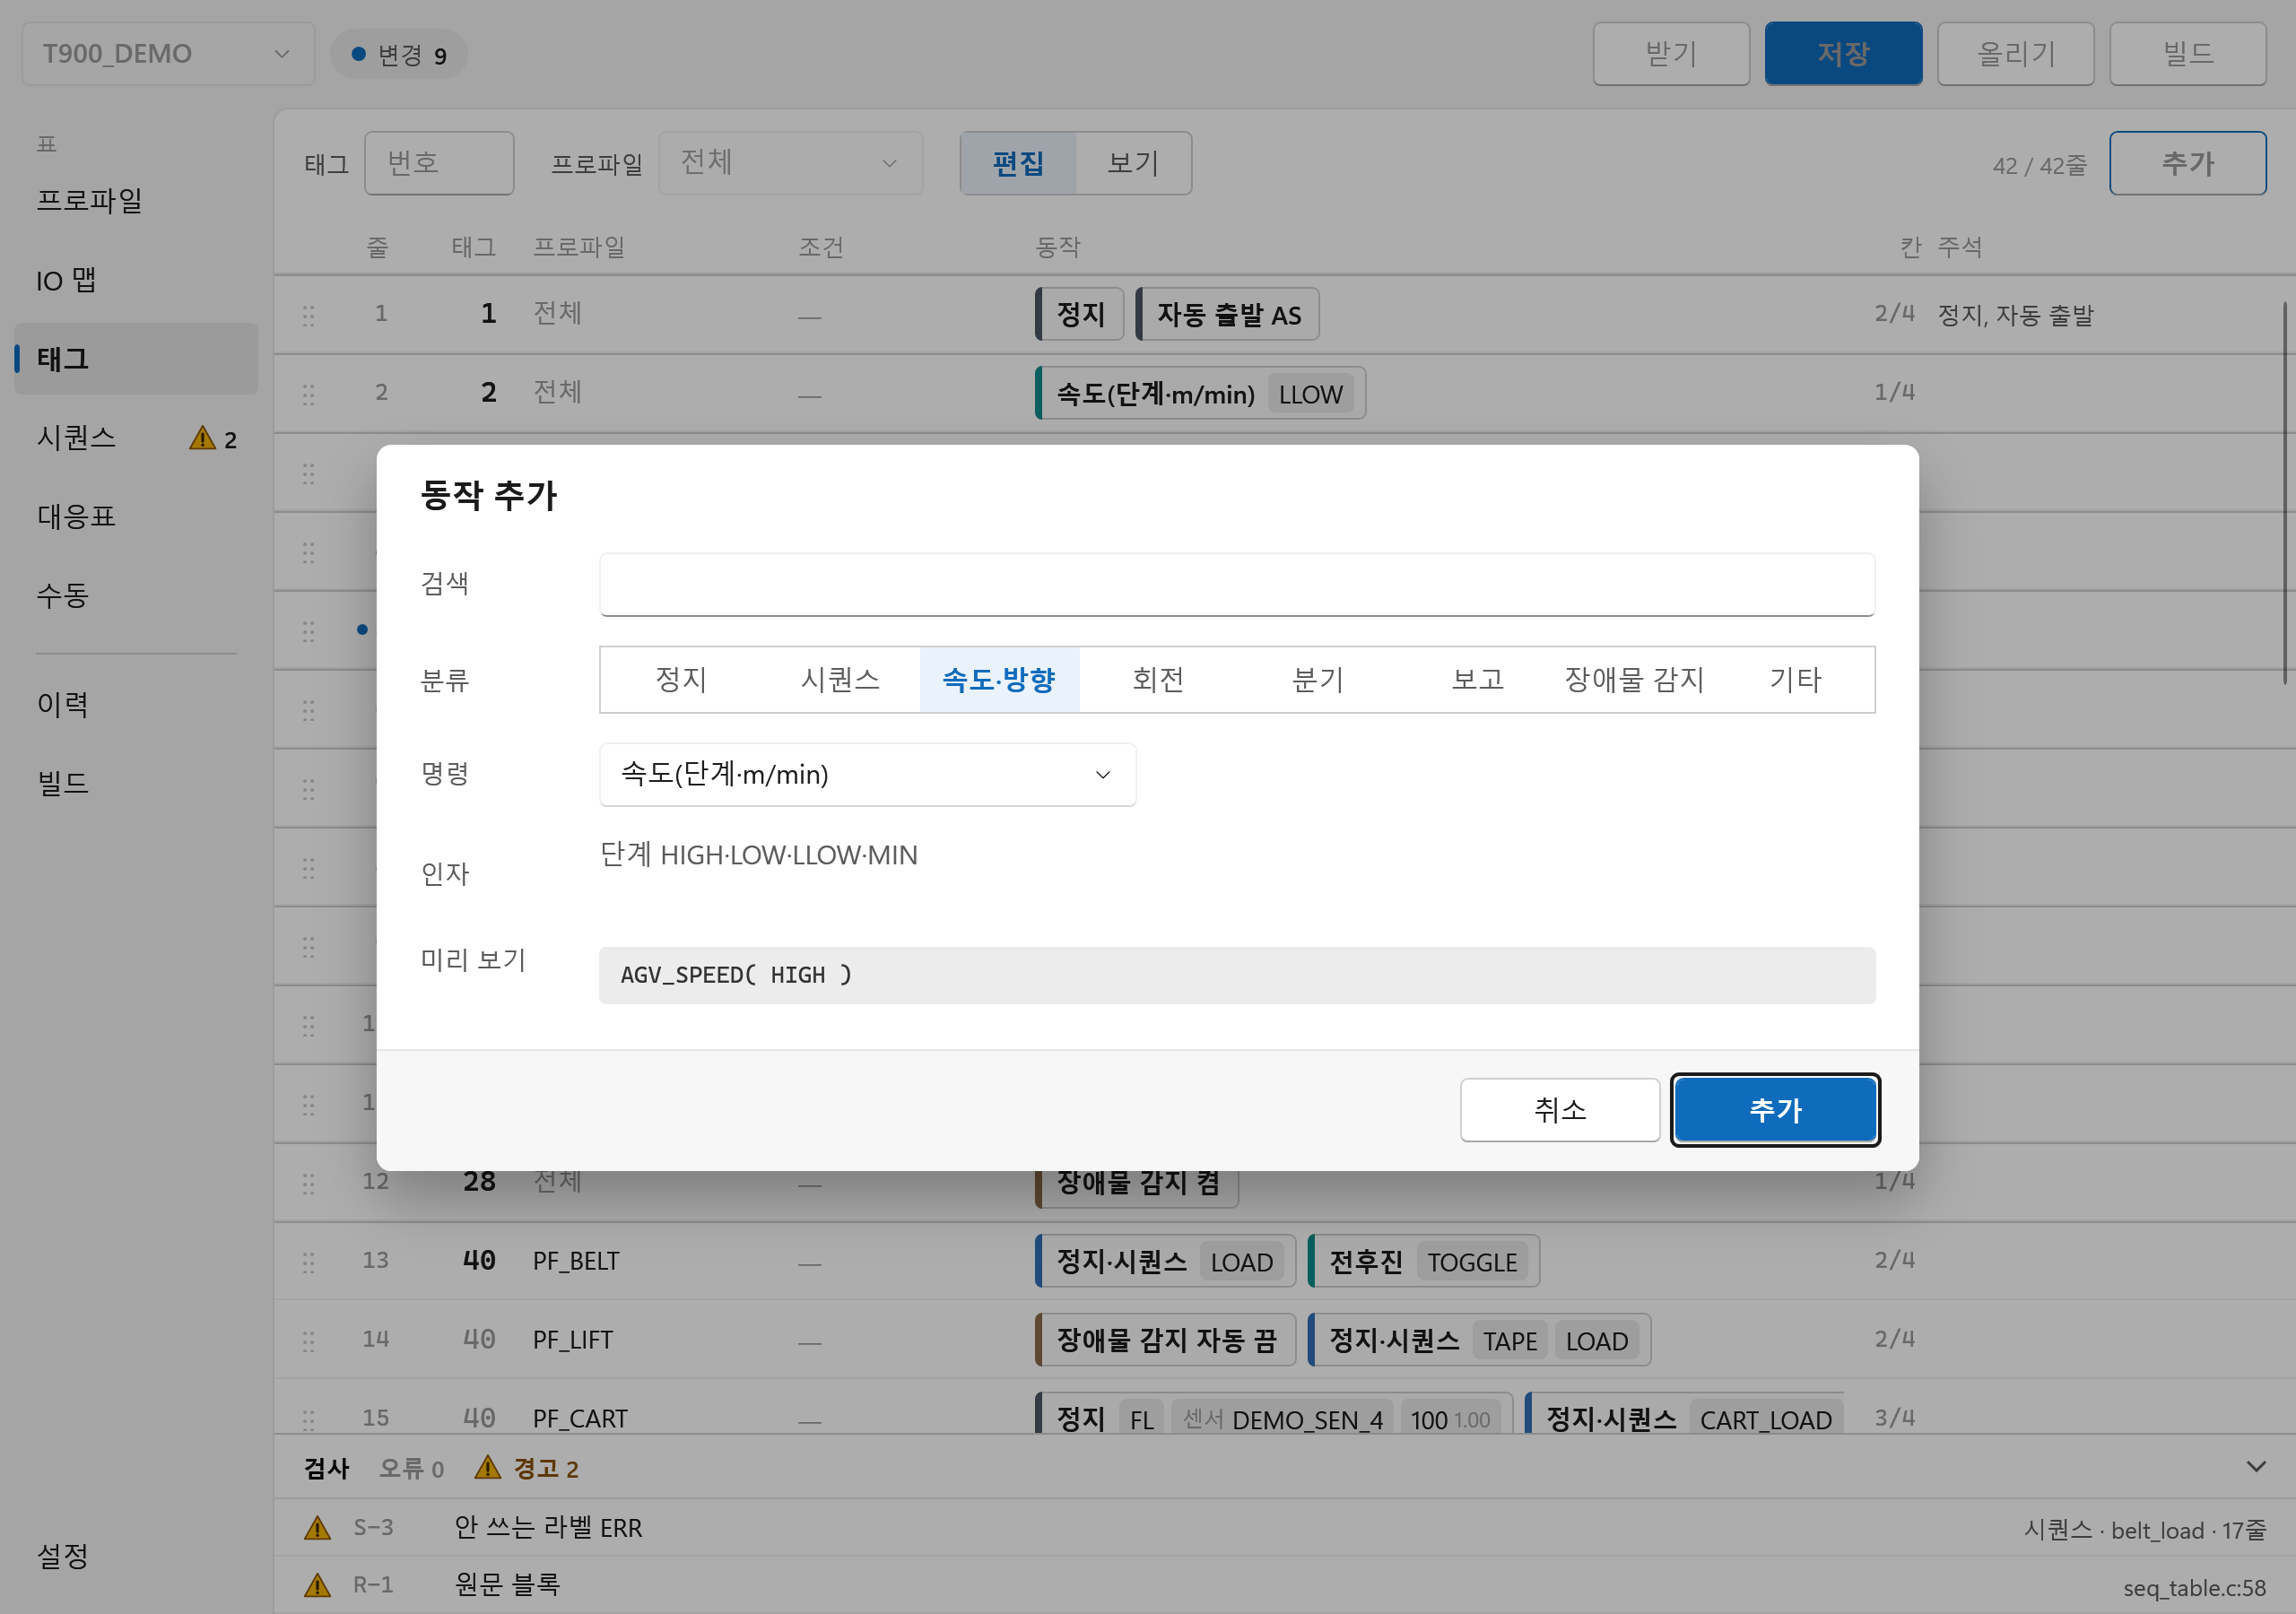 T900_DEMO 변경 9 받기 저장 올리기 빌드
표
프로파일
IO 맵
태그
시퀀스 2
대응표
수동
이력
빌드
설정
태그 번호 프로파일 전체 편집 보기 42 / 42줄 추가
줄 태그 프로파일 조건 동작 칸 주석
1 1 전체 — 정지 자동 출발 AS 2/4 정지, 자동 출발
2 2 전체 — 속도(단계·m/min) LLOW 1/4
동작 추가
검색
분류 정지 시퀀스 속도·방향 회전 분기 보고 장애물 감지 기타
명령 속도(단계·m/min)
인자 단계 HIGH·LOW·LLOW·MIN
미리 보기 AGV_SPEED( HIGH )
취소 추가
12 28 전체 — 장애물 감지 켬 1/4
13 40 PF_BELT — 정지·시퀀스 LOAD 전후진 TOGGLE 2/4
14 40 PF_LIFT — 장애물 감지 자동 끔 정지·시퀀스 TAPE LOAD 2/4
15 40 PF_CART — 정지 FL 센서 DEMO_SEN_4 100 1.00 정지·시퀀스 CART_LOAD 3/4
검사 오류 0 경고 2
S-3 안 쓰는 라벨 ERR 시퀀스 · belt_load · 17줄
R-1 원문 블록 seq_table.c:58